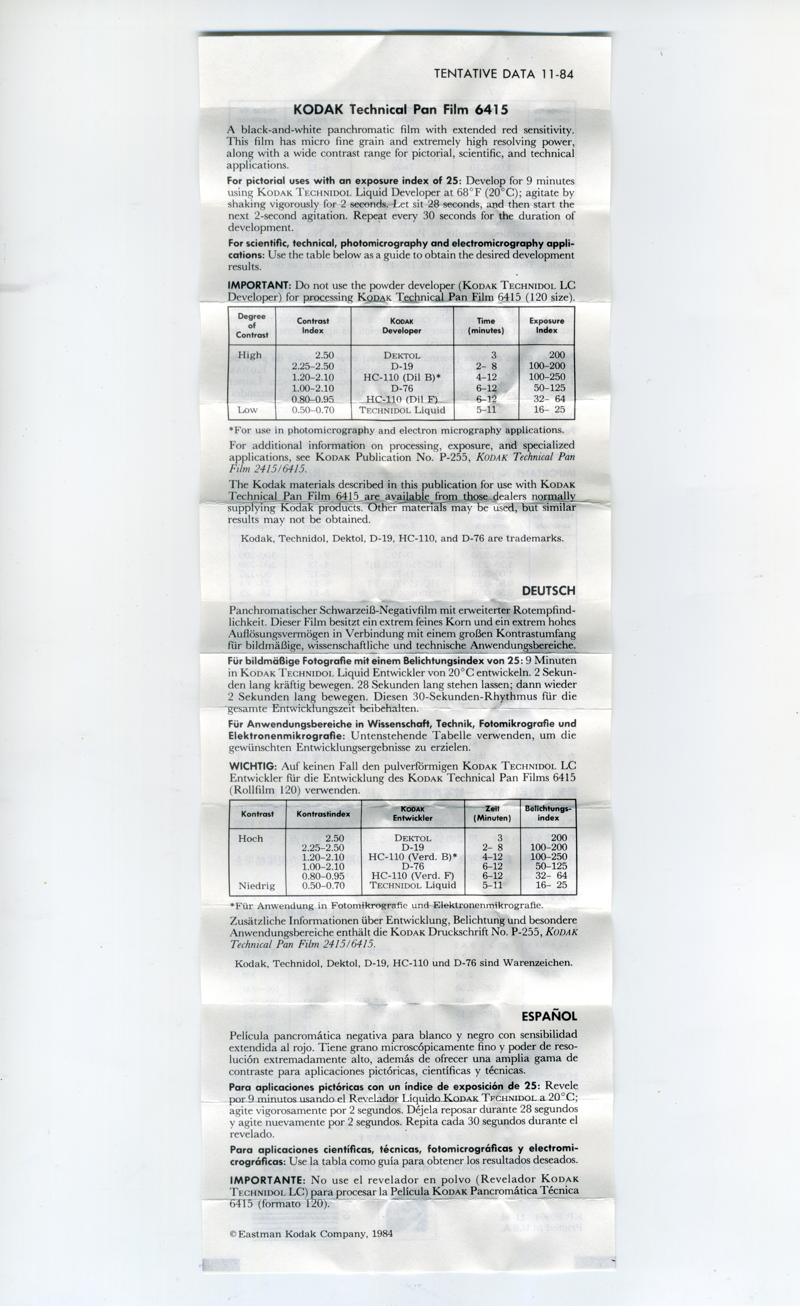 TENTATIVE DATA 11-84
KODAK Technical Pan Film 6415
A black-and-white panchromatic film with extended red sensitivity.
This film has micro fine grain and extremely high resolving power,
along with a wide contrast range for pictorial, scientific, and technical
applications.
For pictorial uses with an exposure index of 25: Develop for 9 minutes
using KODAK TECHNIDOL Liquid Developer at 68°F (20°C); agitate by
shaking vigorously for 2 seconds. Let sit 28 seconds, and then start the
next 2-second agitation. Repeat every 30 seconds for the duration of
development.
For scientific, technical, photomicrography and electromicrography appli-
cations: Use the table below as a guide to obtain the desired development
results.
IMPORTANT: Do not use the powder developer (KODAK TECHNIDOL LC
Developer) for processing KODAK Technical Pan Film 6415 (120 size).
Degree of Contrast | Contrast Index | KODAK Developer | Time (minutes) | Exposure Index
High 2.50 DEKTOL 3 200
2.25-2.50 D-19 2- 8 100-200
1.20-2.10 HC-110 (Dil B)* 4-12 100-250
1.00-2.10 D-76 6-12 50-125
0.80-0.95 HC-110 (Dil F) 6-12 32- 64
Low 0.50-0.70 TECHNIDOL Liquid 5-11 16- 25
*For use in photomicrography and electron micrography applications.
For additional information on processing, exposure, and specialized
applications, see KODAK Publication No. P-255, KODAK Technical Pan
Film 2415/6415.
The Kodak materials described in this publication for use with KODAK
Technical Pan Film 6415 are available from those dealers normally
supplying Kodak products. Other materials may be used, but similar
results may not be obtained.
Kodak, Technidol, Dektol, D-19, HC-110, and D-76 are trademarks.
DEUTSCH
Panchromatischer Schwarzeiß-Negativfilm mit erweiterter Rotempfind-
lichkeit. Dieser Film besitzt ein extrem feines Korn und ein extrem hohes
Auflösungsvermögen in Verbindung mit einem großen Kontrastumfang
für bildmäßige, wissenschaftliche und technische Anwendungsbereiche.
Für bildmäßige Fotografie mit einem Belichtungsindex von 25: 9 Minuten
in KODAK TECHNIDOL Liquid Entwickler von 20°C entwickeln. 2 Sekun-
den lang kräftig bewegen. 28 Sekunden lang stehen lassen; dann wieder
2 Sekunden lang bewegen. Diesen 30-Sekunden-Rhythmus für die
gesamte Entwicklungszeit beibehalten.
Für Anwendungsbereiche in Wissenschaft, Technik, Fotomikrografie und
Elektronenmikrografie: Untenstehende Tabelle verwenden, um die
gewünschten Entwicklungsergebnisse zu erzielen.
WICHTIG: Auf keinen Fall den pulverförmigen KODAK TECHNIDOL LC
Entwickler für die Entwicklung des KODAK Technical Pan Films 6415
(Rollfilm 120) verwenden.
Kontrast | Kontrastindex | KODAK Entwickler | Zeit (Minuten) | Belichtungs-index
Hoch 2.50 DEKTOL 3 200
2.25-2.50 D-19 2- 8 100-200
1.20-2.10 HC-110 (Verd. B)* 4-12 100-250
1.00-2.10 D-76 6-12 50-125
0.80-0.95 HC-110 (Verd. F) 6-12 32- 64
Niedrig 0.50-0.70 TECHNIDOL Liquid 5-11 16- 25
*Für Anwendung in Fotomikrografie und Elektronenmikrografie.
Zusätzliche Informationen über Entwicklung, Belichtung und besondere
Anwendungsbereiche enthält die KODAK Druckschrift No. P-255, KODAK
Technical Pan Film 2415/6415.
Kodak, Technidol, Dektol, D-19, HC-110 und D-76 sind Warenzeichen.
ESPAÑOL
Película pancromática negativa para blanco y negro con sensibilidad
extendida al rojo. Tiene grano microscópicamente fino y poder de reso-
lución extremadamente alto, además de ofrecer una amplia gama de
contraste para aplicaciones pictóricas, científicas y técnicas.
Para aplicaciones pictóricas con un índice de exposición de 25: Revele
por 9 minutos usando el Revelador Líquido KODAK TECHNIDOL a 20°C;
agite vigorosamente por 2 segundos. Déjela reposar durante 28 segundos
y agite nuevamente por 2 segundos. Repita cada 30 segundos durante el
revelado.
Para aplicaciones científicas, técnicas, fotomicrográficas y electromi-
crográficas: Use la tabla como guía para obtener los resultados deseados.
IMPORTANTE: No use el revelador en polvo (Revelador KODAK
TECHNIDOL LC) para procesar la Película KODAK Pancromática Técnica
6415 (formato 120).
©Eastman Kodak Company, 1984